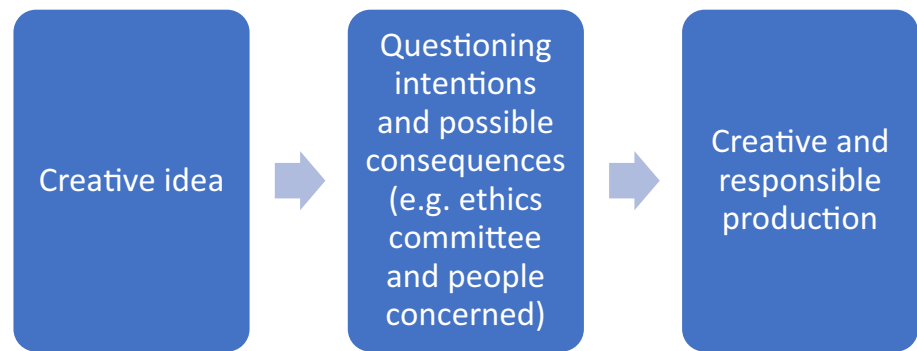 Creative idea
Questioning
intentions
and possible
consequences
(e.g. ethics
committee
and people
concerned)
Creative and
responsible
production